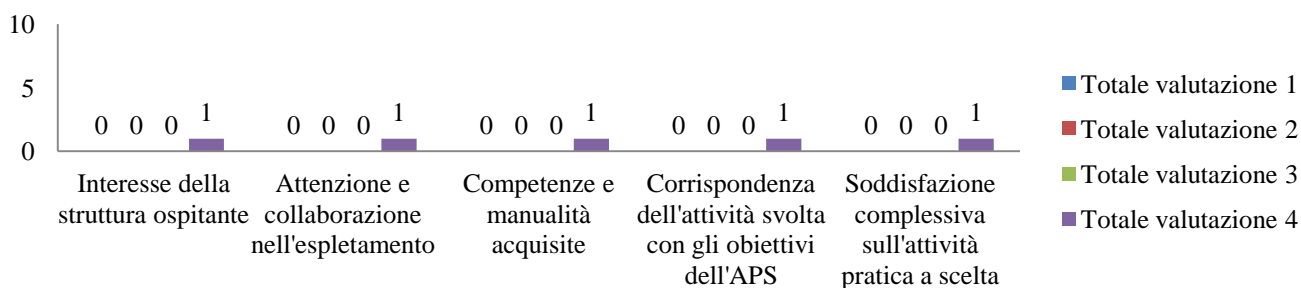 10
5
0
0 0 0 1 0 0 0 1 0 0 0 1 0 0 0 1 0 0 0 1
Interesse della
struttura ospitante
Attenzione e
collaborazione
nell'espletamento
Competenze e
manualità
acquisite
Corrispondenza
dell'attività svolta
con gli obiettivi
dell'APS
Soddisfazione
complessiva
sull'attività
pratica a scelta
Totale valutazione 1
Totale valutazione 2
Totale valutazione 3
Totale valutazione 4